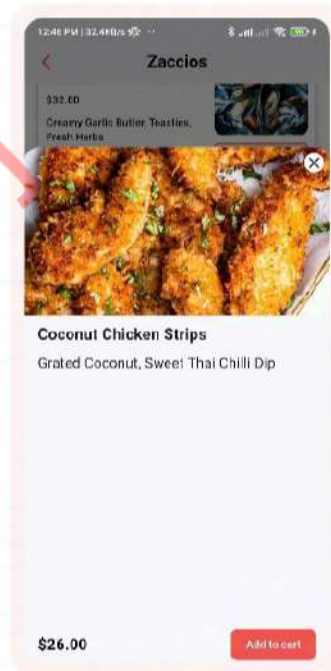 12:46 PM | 32.4KB/s
Zaccios
$32.00
Creamy Garlic Butter, Toasties,
Fresh Herbs
Coconut Chicken Strips
Grated Coconut, Sweet Thai Chilli Dip
$26.00
Add to cart